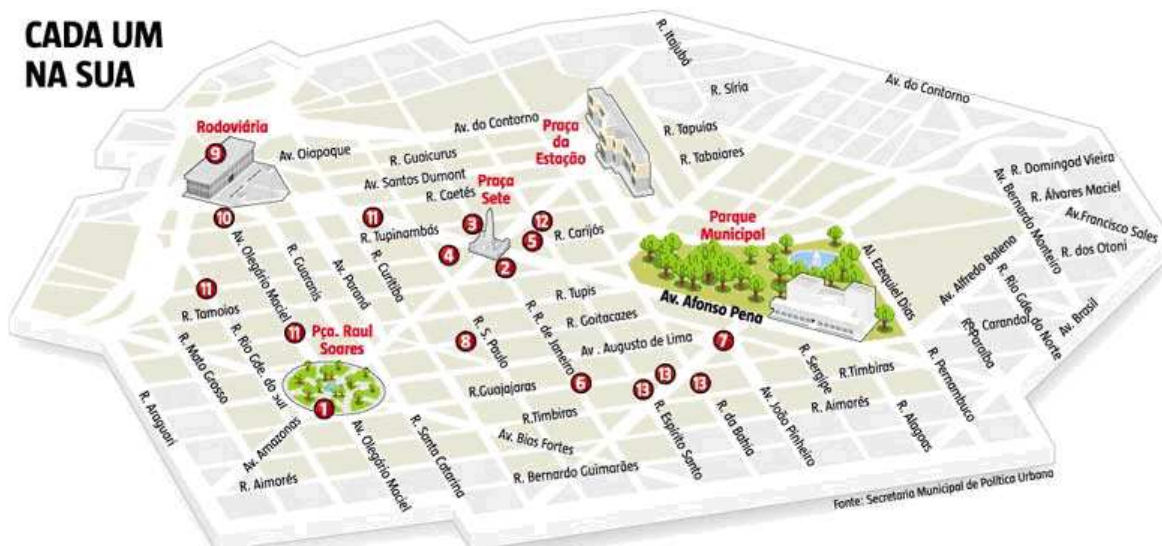 CADA UM
NA SUA
R. Itajubá
Av. do Contorno
R. Síria
Rodoviária
9
Av. Oiapoque
Av. do Contorno
Praça
da
Estação
R. Tapuias
R. Tabaiares
R. Guaicurus
Av. Santos Dumont
R. Caetés
Praça
Sete
R. Domingod Vieira
R. Álvares Maciel
Av. Francisco Sales
R. dos Otoni
Av. Bernardo Monteiro
10
11
R. Tupinambás
3
12
5
R. Carijós
4
2
Parque
Municipal
Al Ezequiel Dias
Av. Alfredo Baleno
R. Rio Gde. do Norte
Av. Brasil
Av. Olegário Maciel
R. Guaranis
Av. Paraná
R. Curitiba
11
R. Tamoios
R. Tupis
R. Goitacazes
Av. Afonso Pena
Carandaí
Paraíba
11
Pça. Raul
Soares
R. Mato Grosso
R. Rio Gde. do Sul
8
R. S. Paulo
R. R. de Janeiro
Av . Augusto de Lima
7
R. Sergipe
R.Timbiras
R. Pernambuco
R. Araguari
1
R.Guajajaras
6
13
13
13
R. Aimorés
R. Alagoas
R.Timbiras
R. Espírito Santo
R. da Bahia
Av. João Pinheiro
Av. Amazonas
Av. Olegário Maciel
R. Santa Catarina
Av. Bias Fortes
R. Aimorés
R. Bernardo Guimarães
Fonte: Secretaria Municipal de Política Urbana